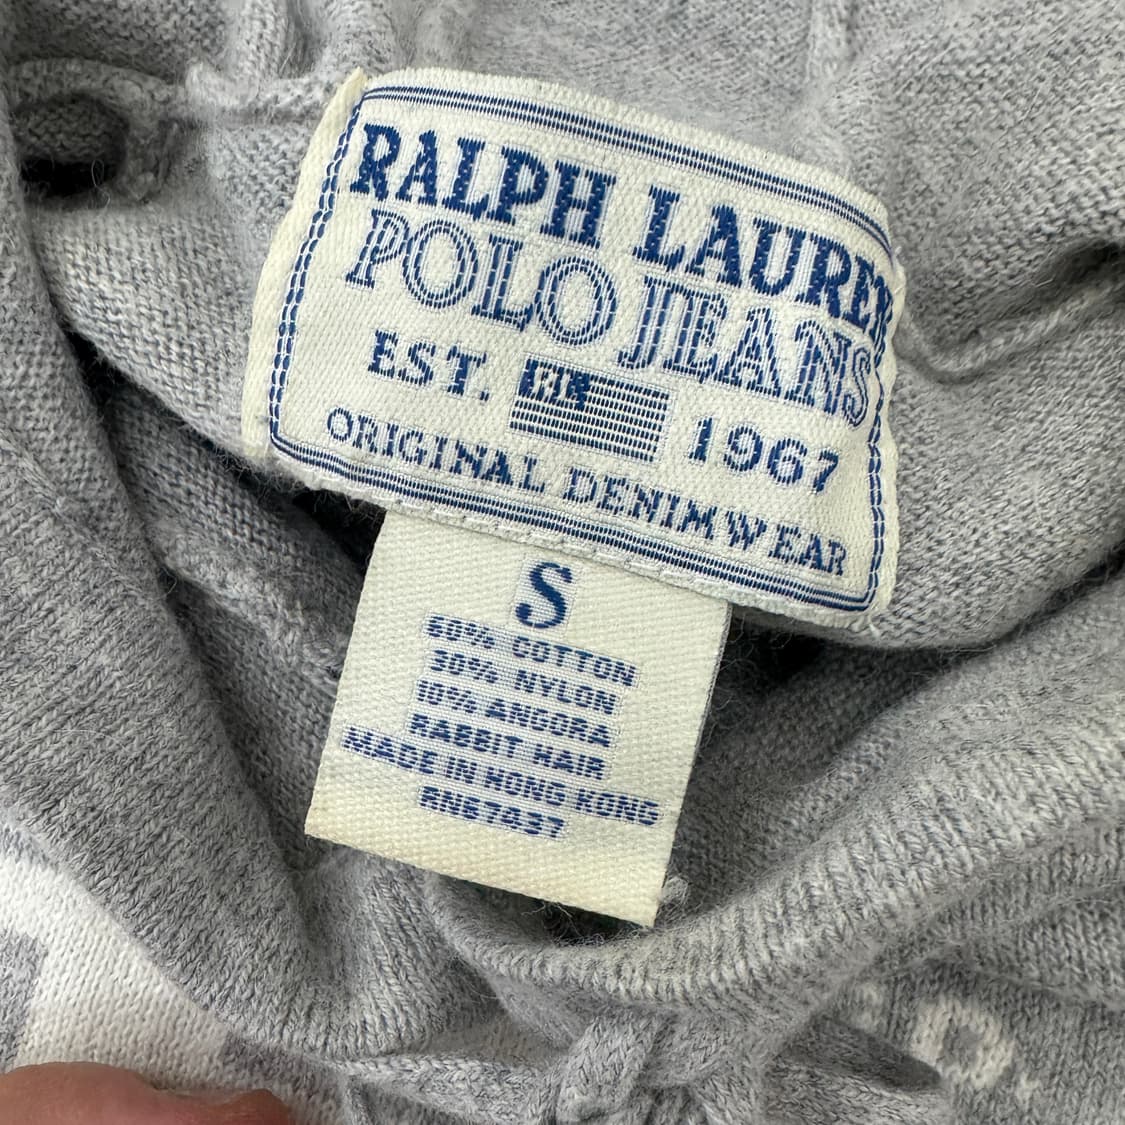 RALPH LAUREN
POLO JEANS
EST. RL 1967
ORIGINAL DENIMWEAR
S
60% COTTON
30% NYLON
10% ANGORA
RABBIT HAIR
MADE IN HONG KONG